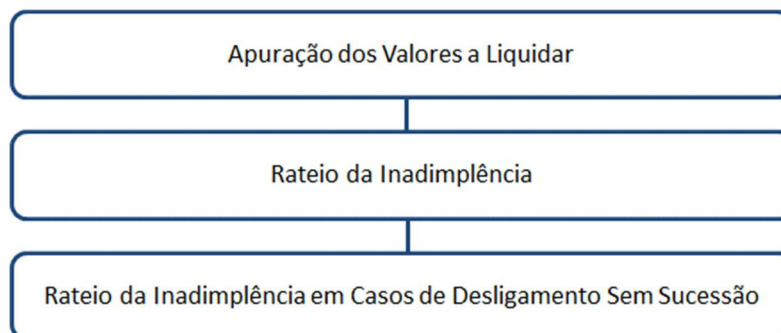 Apuração dos Valores a Liquidar
Rateio da Inadimplência
Rateio da Inadimplência em Casos de Desligamento Sem Sucessão